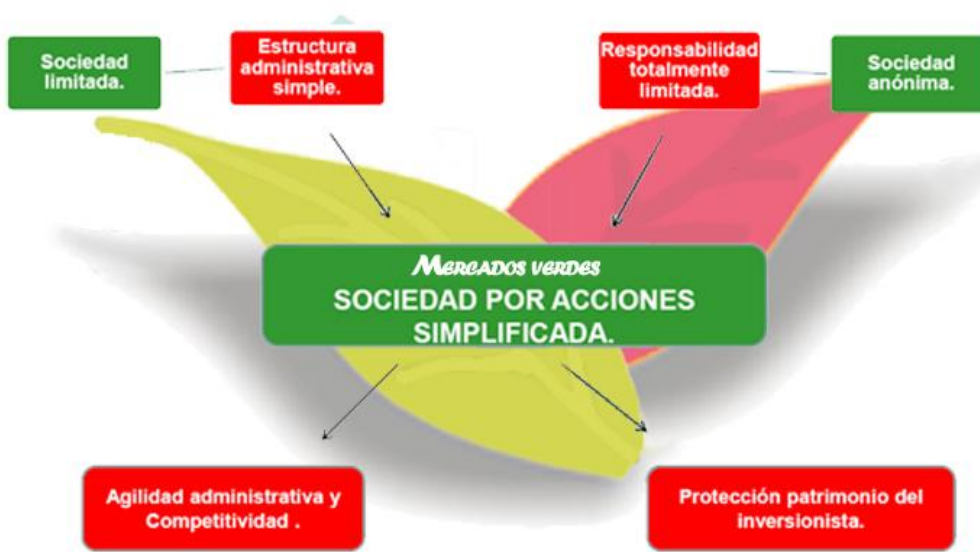 Sociedad
limitada.
Estructura
administrativa
simple.
Responsabilidad
totalmente
limitada.
Sociedad
anónima.
MERCADOS VERDES
SOCIEDAD POR ACCIONES
SIMPLIFICADA.
Agilidad administrativa y
Competitividad .
Protección patrimonio del
inversionista.